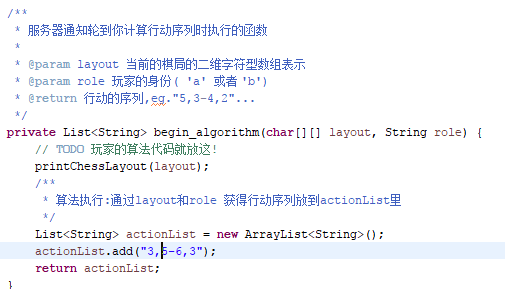 /**
 * 服务器通知轮到你计算行动序列时执行的函数
 *
 * @param layout 当前的棋局的二维字符型数组表示
 * @param role 玩家的身份( 'a' 或者 'b')
 * @return 行动的序列,eg."5,3-4,2"...
 */
private List<String> begin_algorithm(char[][] layout, String role) {
    // TODO 玩家的算法代码就放这!
    printChessLayout(layout);
    /**
     * 算法执行:通过layout和role 获得行动序列放到actionList里
     */
    List<String> actionList = new ArrayList<String>();
    actionList.add("3,5-6,3");
    return actionList;
}